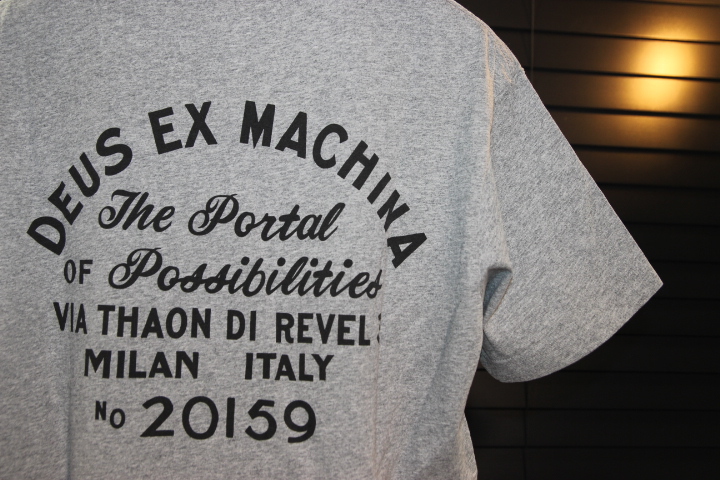 DEUS EX MACHINA
The Portal
OF Possibilities
VIA THAON DI REVEL
MILAN ITALY
No 20159